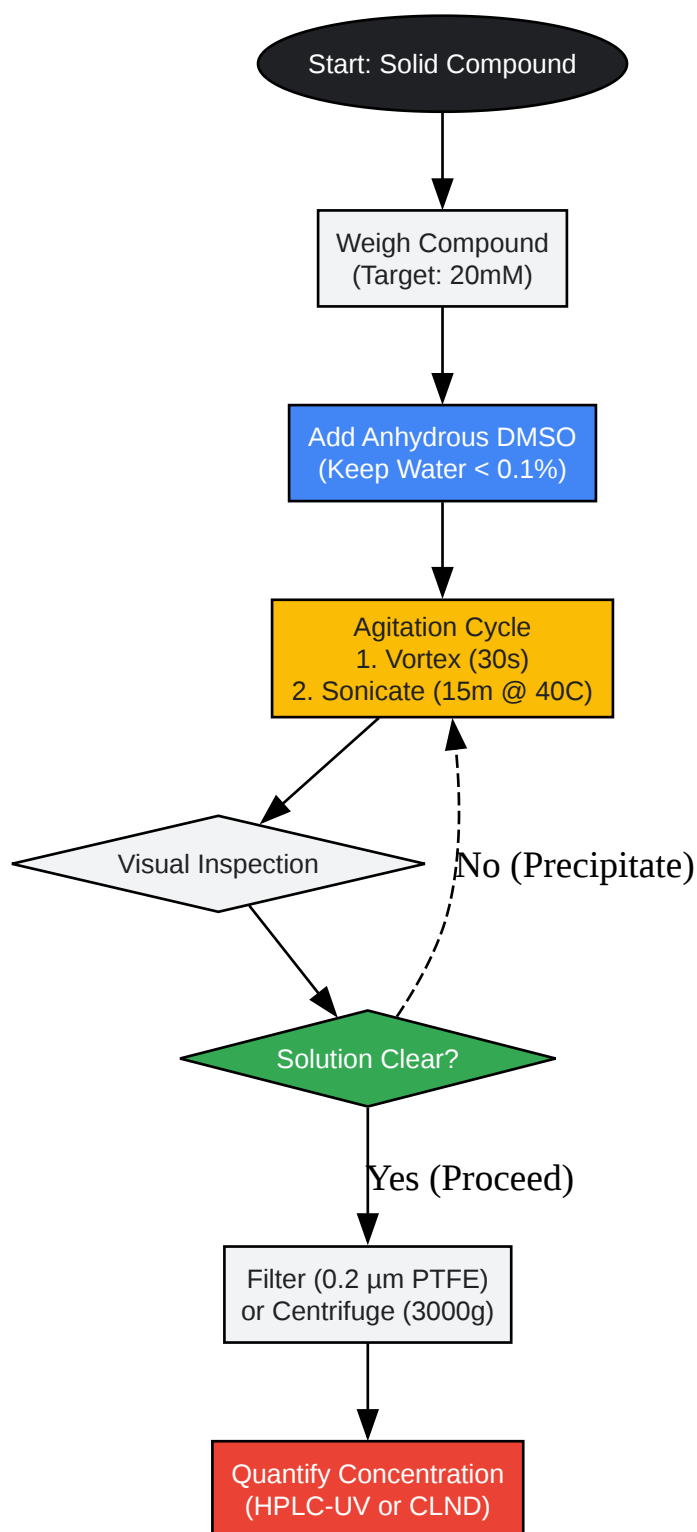 Start: Solid Compound
Weigh Compound
(Target: 20mM)
Add Anhydrous DMSO
(Keep Water < 0.1%)
Agitation Cycle
1. Vortex (30s)
2. Sonicate (15m @ 40C)
Visual Inspection
No (Precipitate)
Solution Clear?
Yes (Proceed)
Filter (0.2 µm PTFE)
or Centrifuge (3000g)
Quantify Concentration
(HPLC-UV or CLND)